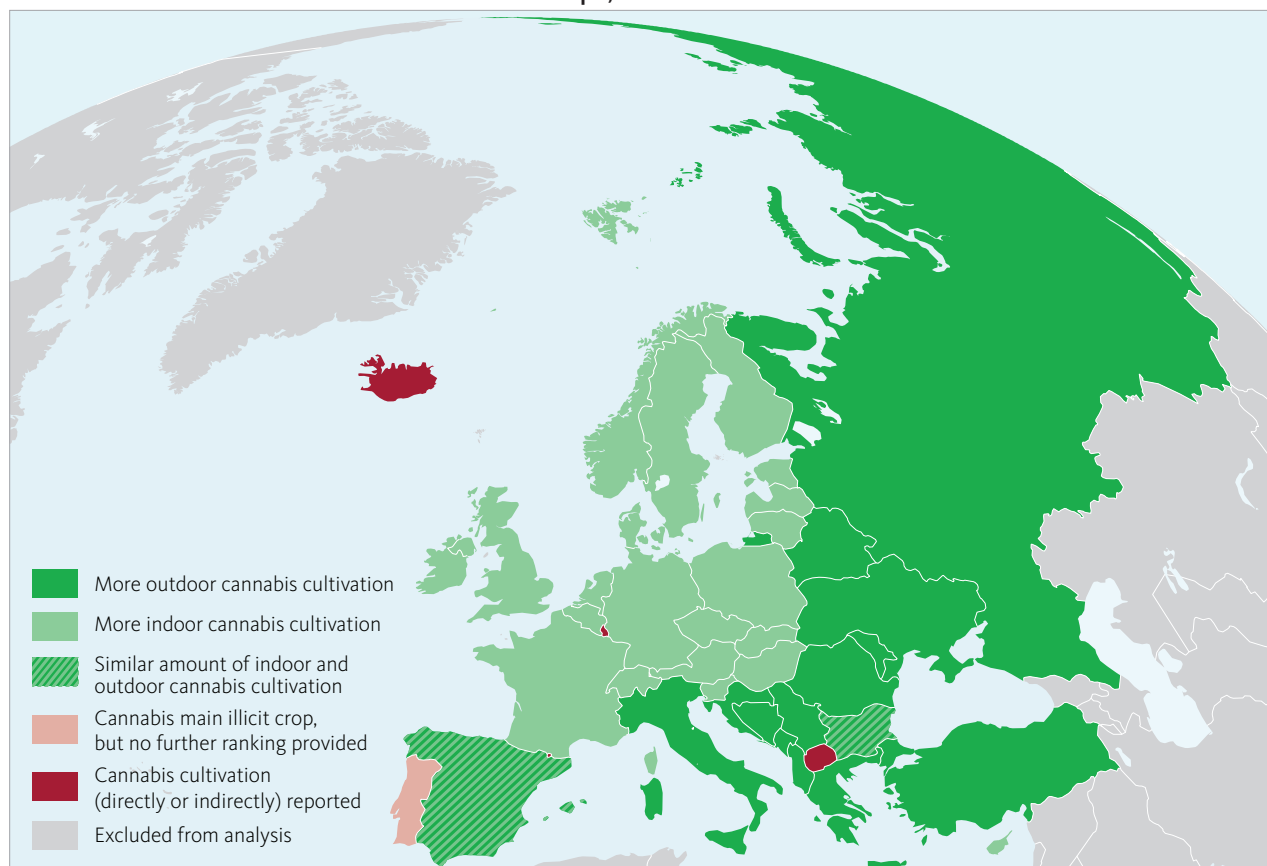 More outdoor cannabis cultivation
More indoor cannabis cultivation
Similar amount of indoor and
outdoor cannabis cultivation
Cannabis main illicit crop,
but no further ranking provided
Cannabis cultivation
(directly or indirectly) reported
Excluded from analysis